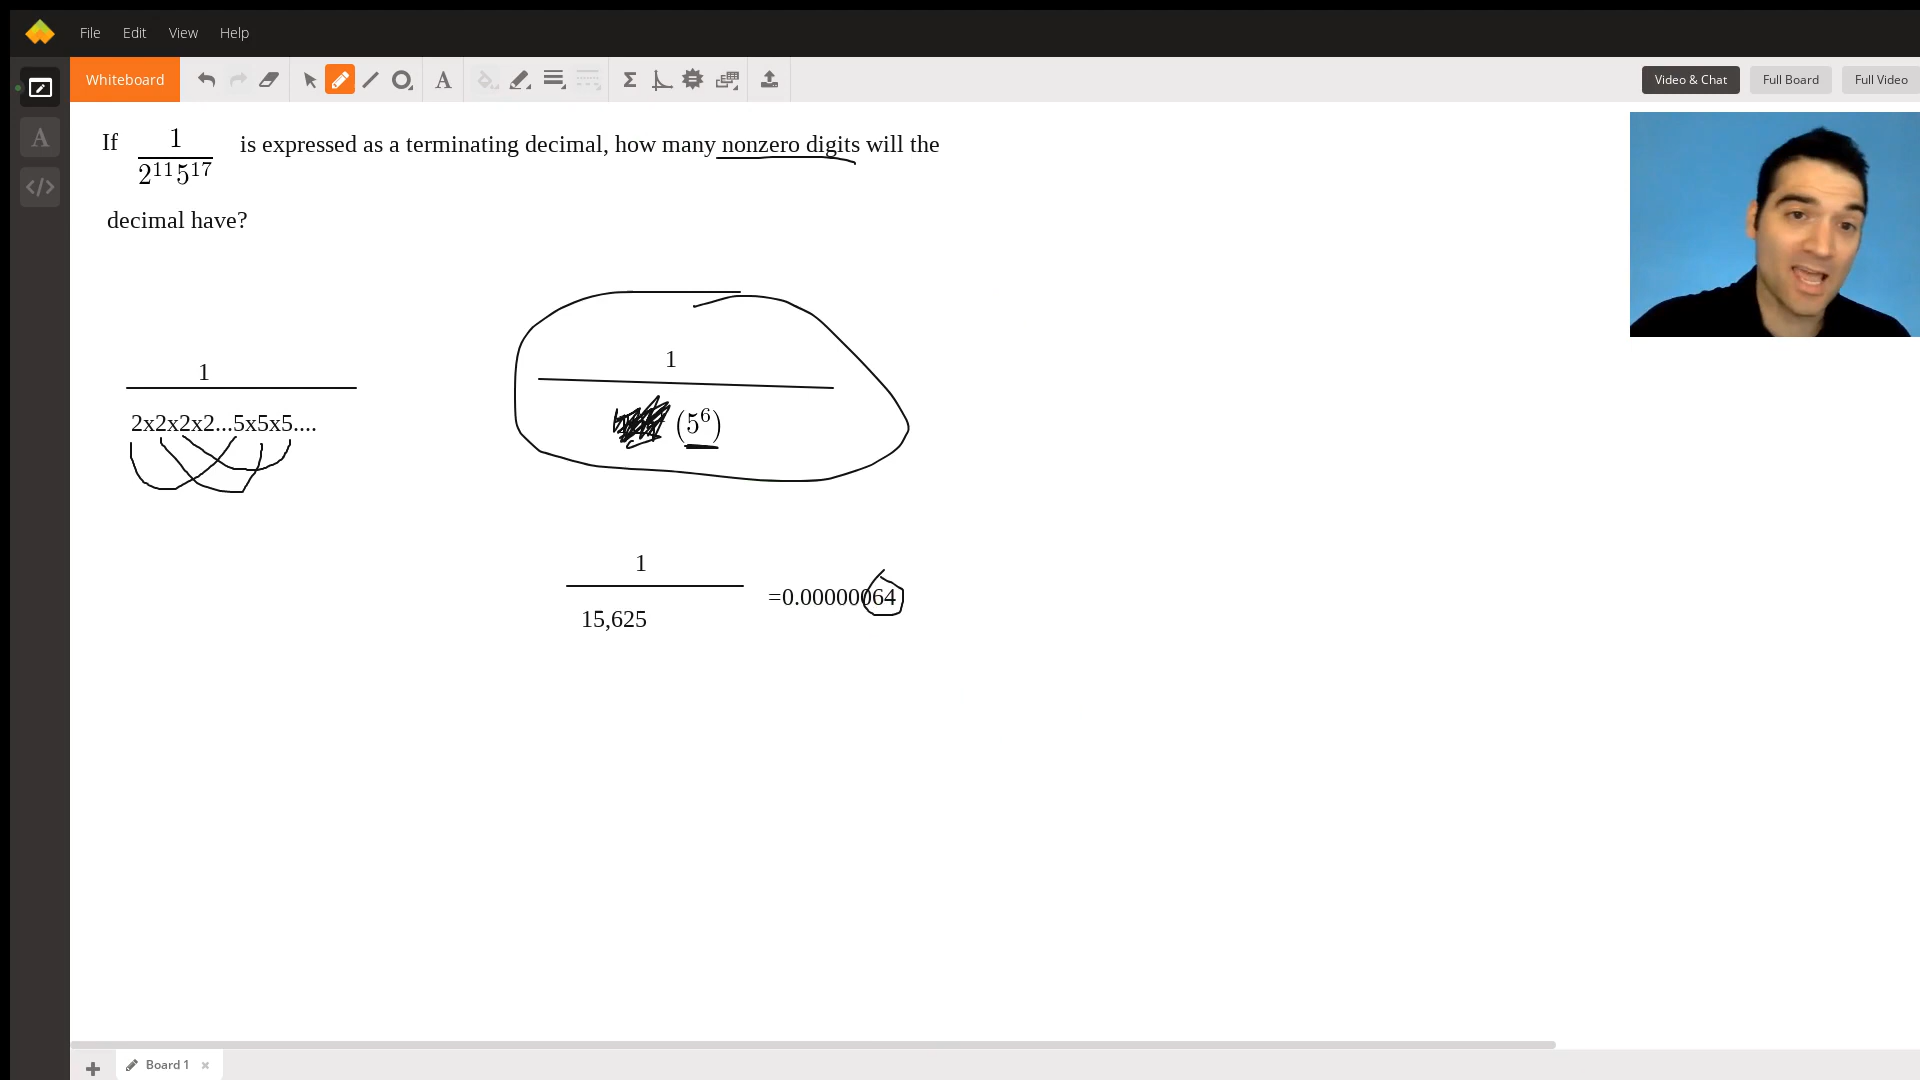 File Edit View Help
Whiteboard A Σ Video & Chat Full Board Full Video
A
</>
If 1/(2^11 5^17) is expressed as a terminating decimal, how many nonzero digits will the
decimal have?
1
2x2x2x2...5x5x5....
1
(5^6)
1
15,625
=0.00000064
Board 1